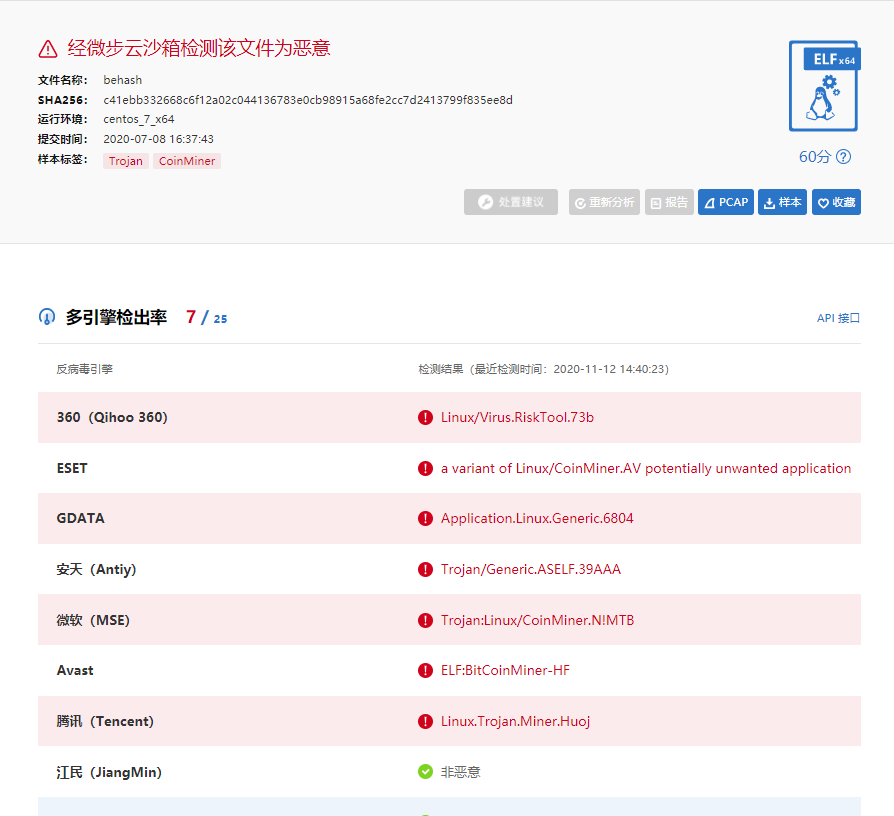 经微步云沙箱检测该文件为恶意
文件名称: behash
SHA256: c41ebb332668c6f12a02c044136783e0cb98915a68fe2cc7d2413799f835ee8d
运行环境: centos_7_x64
提交时间: 2020-07-08 16:37:43
样本标签: Trojan CoinMiner
ELFx64
60分
处置建议 重新分析 报告 PCAP 样本 收藏
多引擎检出率 7 / 25
API 接口
反病毒引擎 检测结果（最近检测时间：2020-11-12 14:40:23）
360（Qihoo 360） Linux/Virus.RiskTool.73b
ESET a variant of Linux/CoinMiner.AV potentially unwanted application
GDATA Application.Linux.Generic.6804
安天（Antiy） Trojan/Generic.ASELF.39AAA
微软（MSE） Trojan:Linux/CoinMiner.N!MTB
Avast ELF:BitCoinMiner-HF
腾讯（Tencent） Linux.Trojan.Miner.Huoj
江民（JiangMin） 非恶意